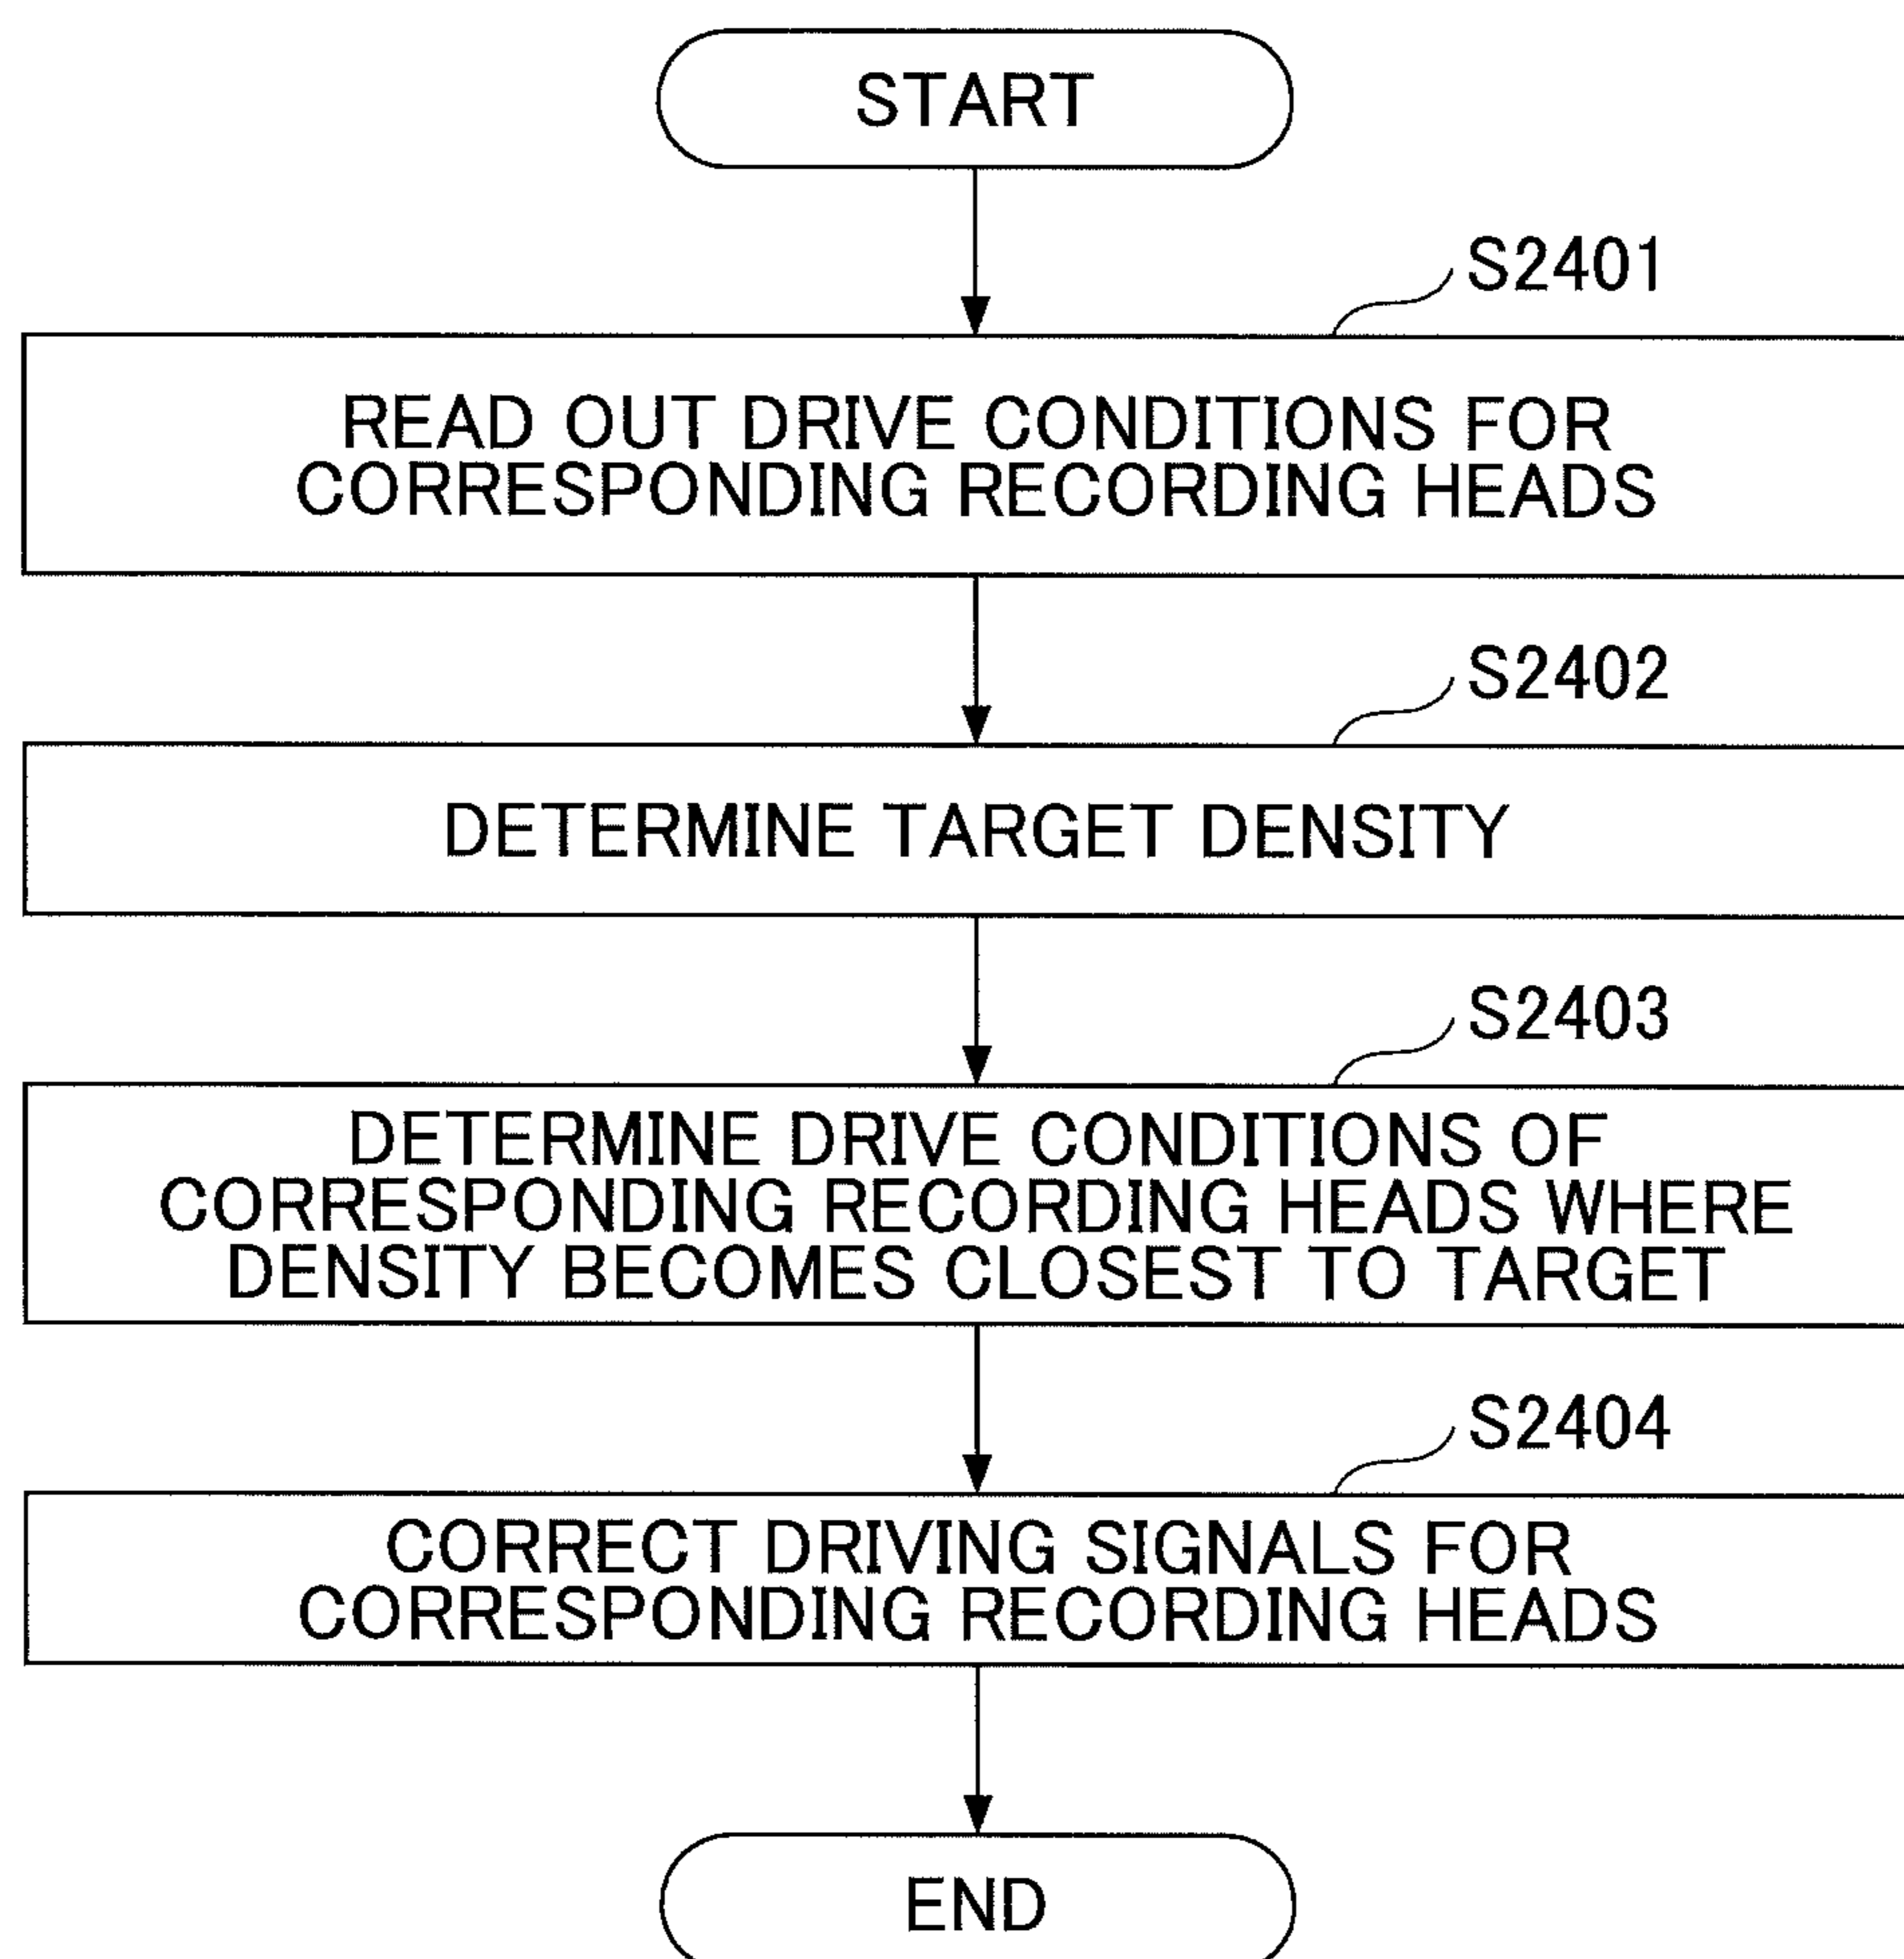 START
S2401
READ OUT DRIVE CONDITIONS FOR
CORRESPONDING RECORDING HEADS
S2402
DETERMINE TARGET DENSITY
S2403
DETERMINE DRIVE CONDITIONS OF
CORRESPONDING RECORDING HEADS WHERE
DENSITY BECOMES CLOSEST TO TARGET
S2404
CORRECT DRIVING SIGNALS FOR
CORRESPONDING RECORDING HEADS
END